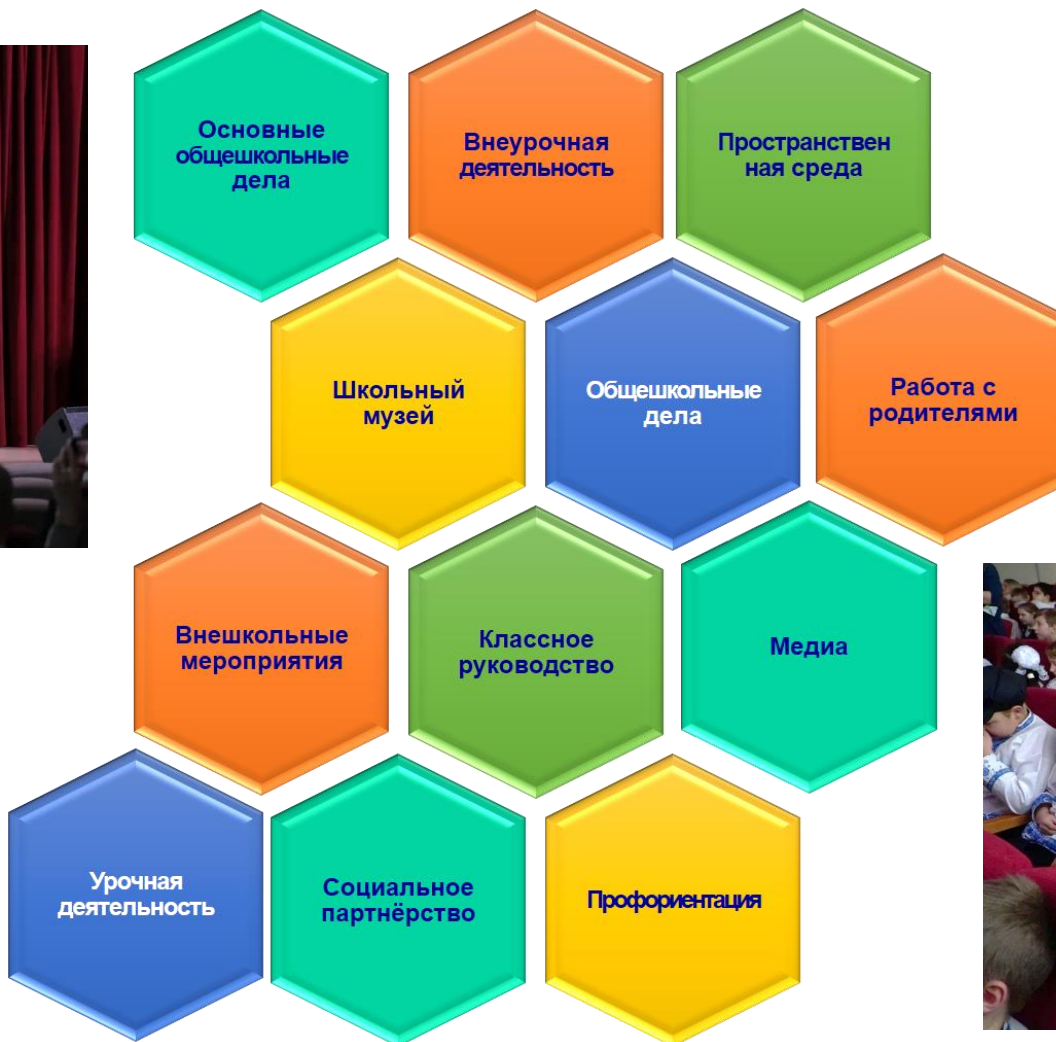 Основные
общешкольные
дела
Внеурочная
деятельность
Пространствен
ная среда
Школьный
музей
Общешкольные
дела
Работа с
родителями
Внешкольные
мероприятия
Классное
руководство
Медиа
Урочная
деятельность
Социальное
партнёрство
Профориентация